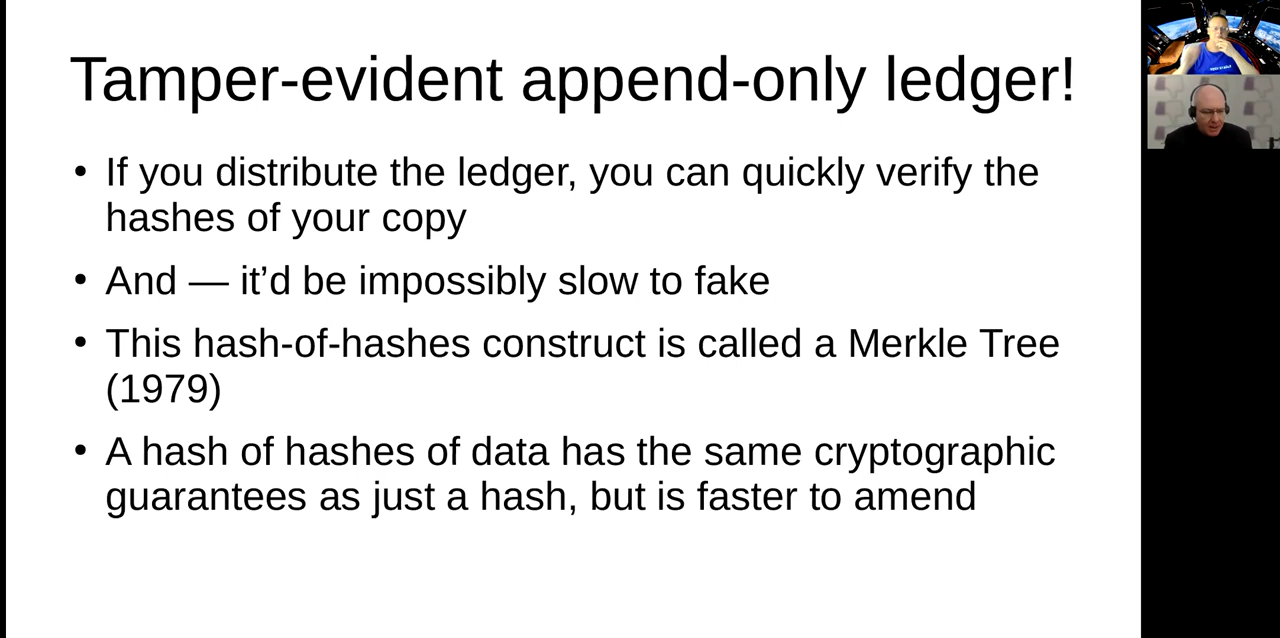 Tamper-evident append-only ledger!
• If you distribute the ledger, you can quickly verify the
hashes of your copy
• And — it’d be impossibly slow to fake
• This hash-of-hashes construct is called a Merkle Tree
(1979)
• A hash of hashes of data has the same cryptographic
guarantees as just a hash, but is faster to amend